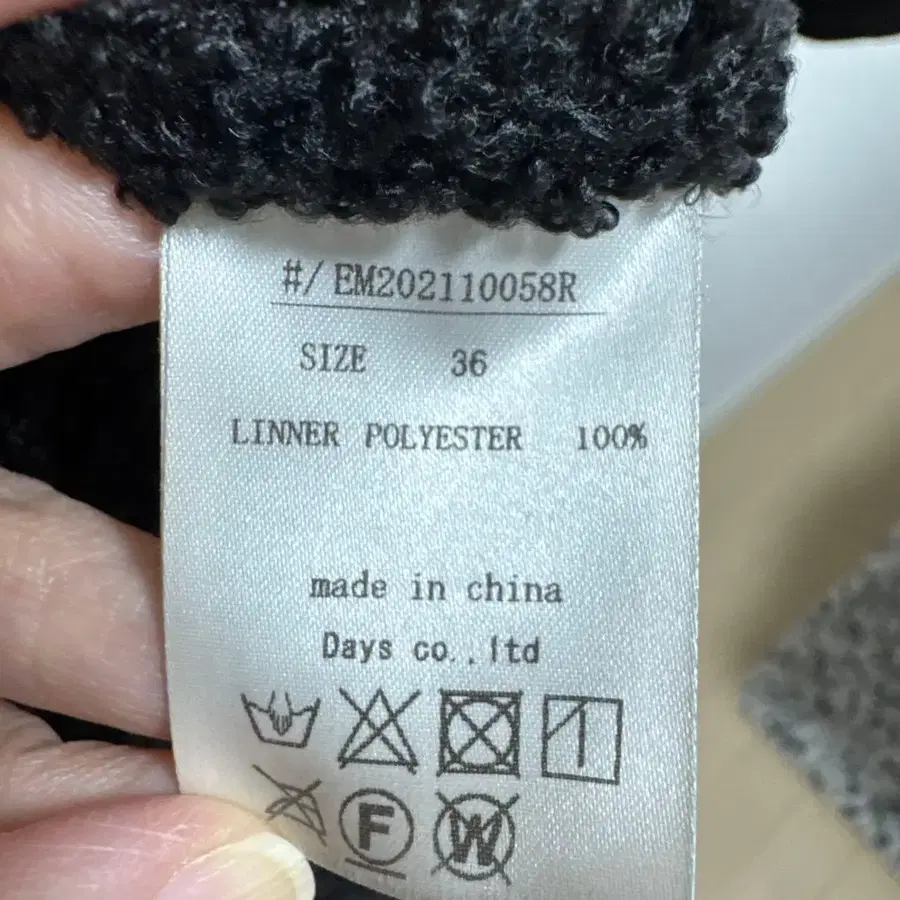 #/ EM202110058R
SIZE 36
LINNER POLYESTER 100%
made in china
Days co.,ltd
F W